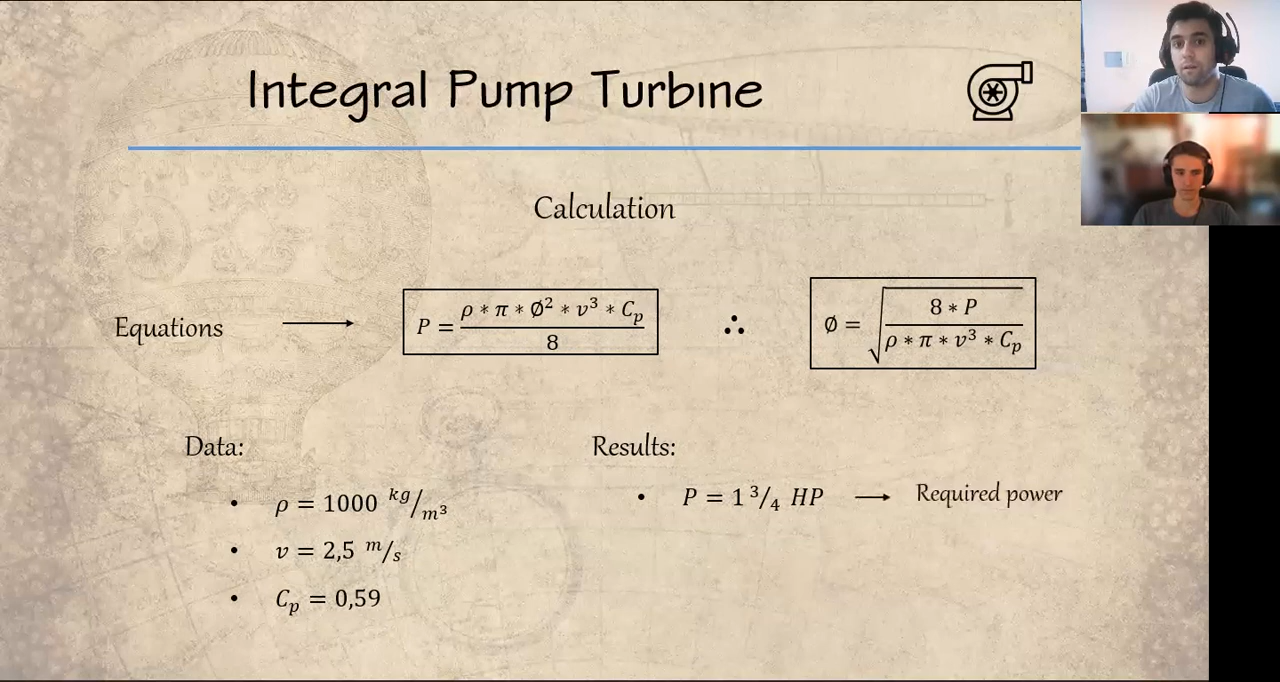 Integral Pump Turbine
Calculation
Equations
P = ρ * π * Ø² * v³ * Cₚ / 8
∴
Ø = √(8 * P / ρ * π * v³ * Cₚ)
Data:
• ρ = 1000 kg/m³
• v = 2,5 m/s
• Cₚ = 0,59
Results:
• P = 1 3/4 HP → Required power